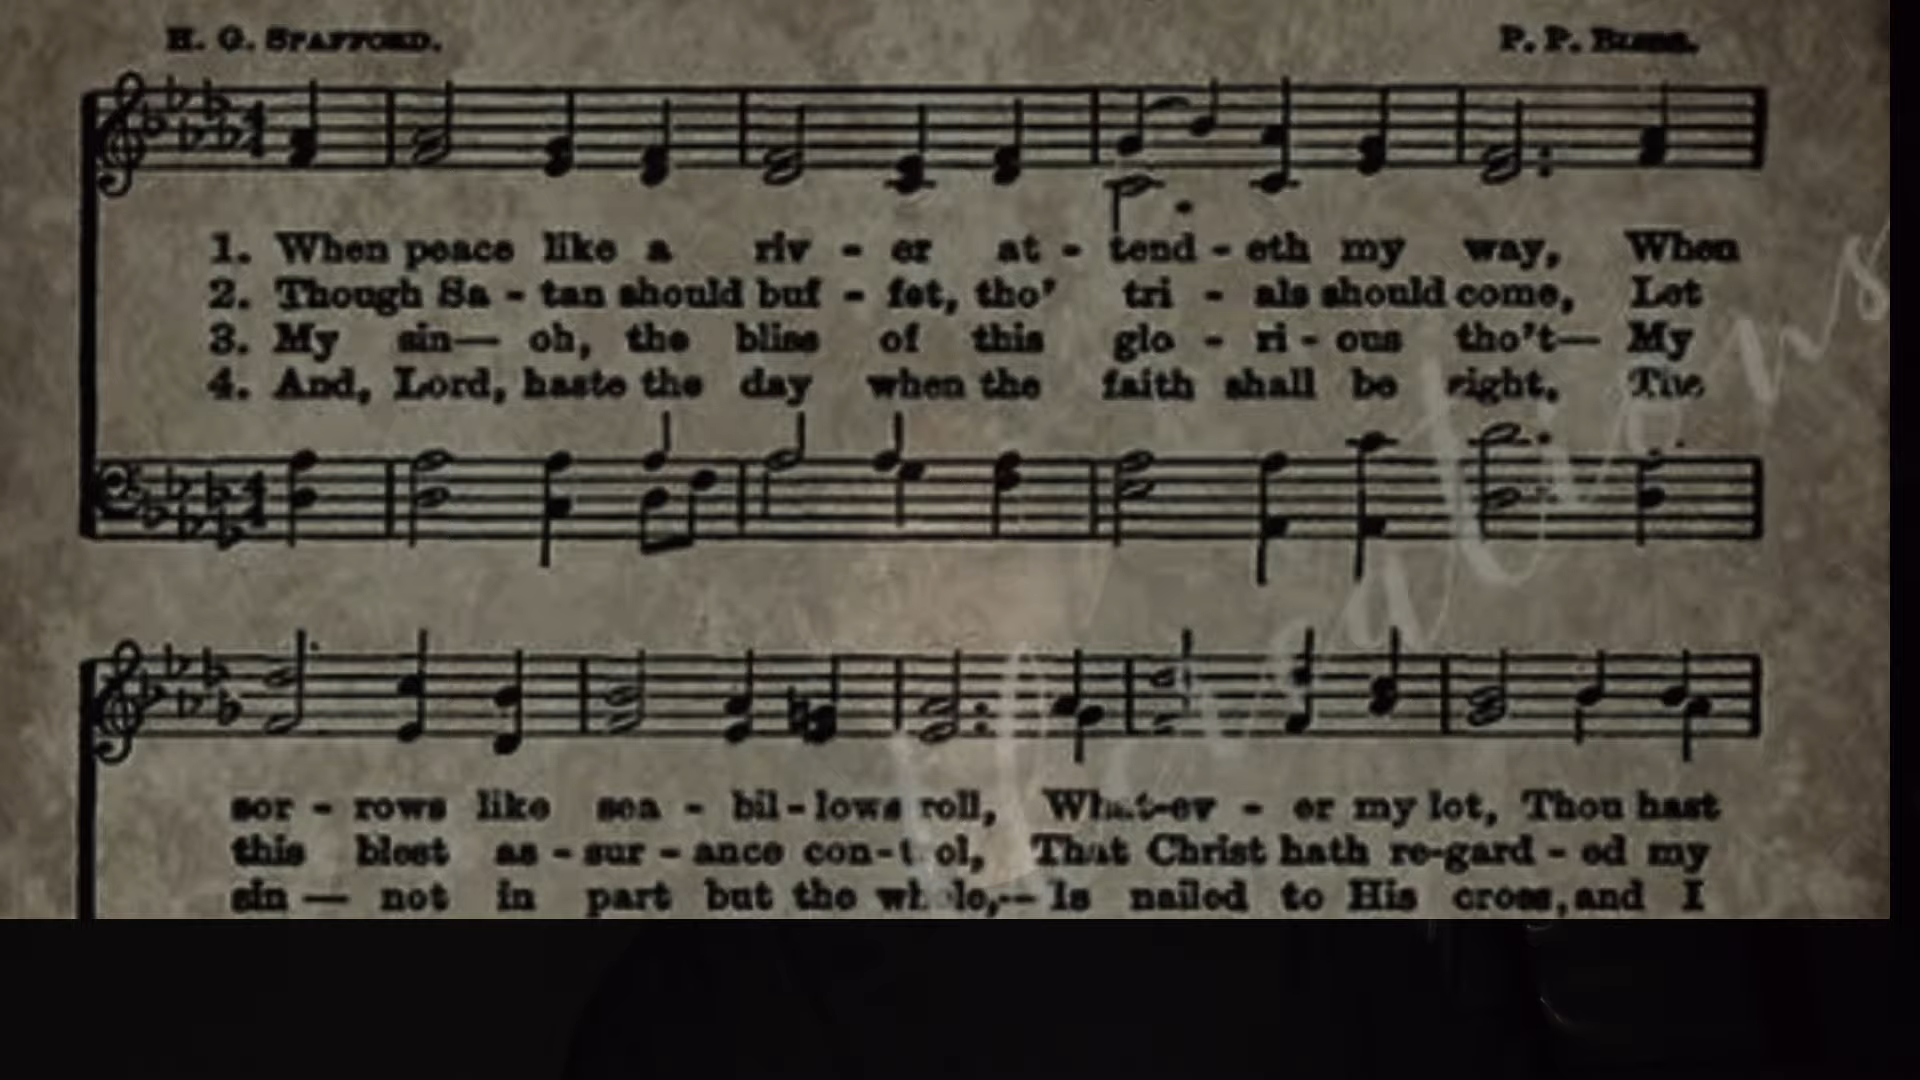 H. G. SPAFFORD. P. P. BLISS.
1. When peace like a riv - er at - tend - eth my way, When
2. Though Sa - tan should buf - fet, tho' tri - als should come, Let
3. My sin— oh, the bliss of this glo - ri - ous tho't— My
4. And, Lord, haste the day when the faith shall be sight, The
sor - rows like sea - bil - lows roll, What-ev - er my lot, Thou hast
this blest as - sur - ance con-trol, That Christ hath re-gard - ed my
sin — not in part but the whole,— Is nailed to His cross, and I